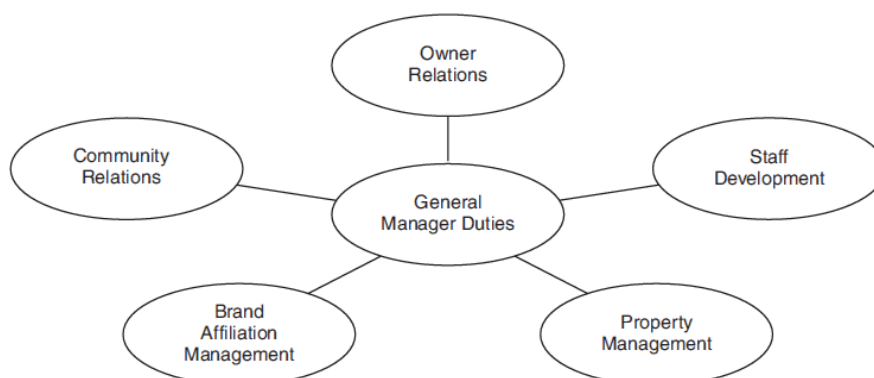 Owner
Relations
Community
Relations
Staff
Development
General
Manager Duties
Brand
Affiliation
Management
Property
Management